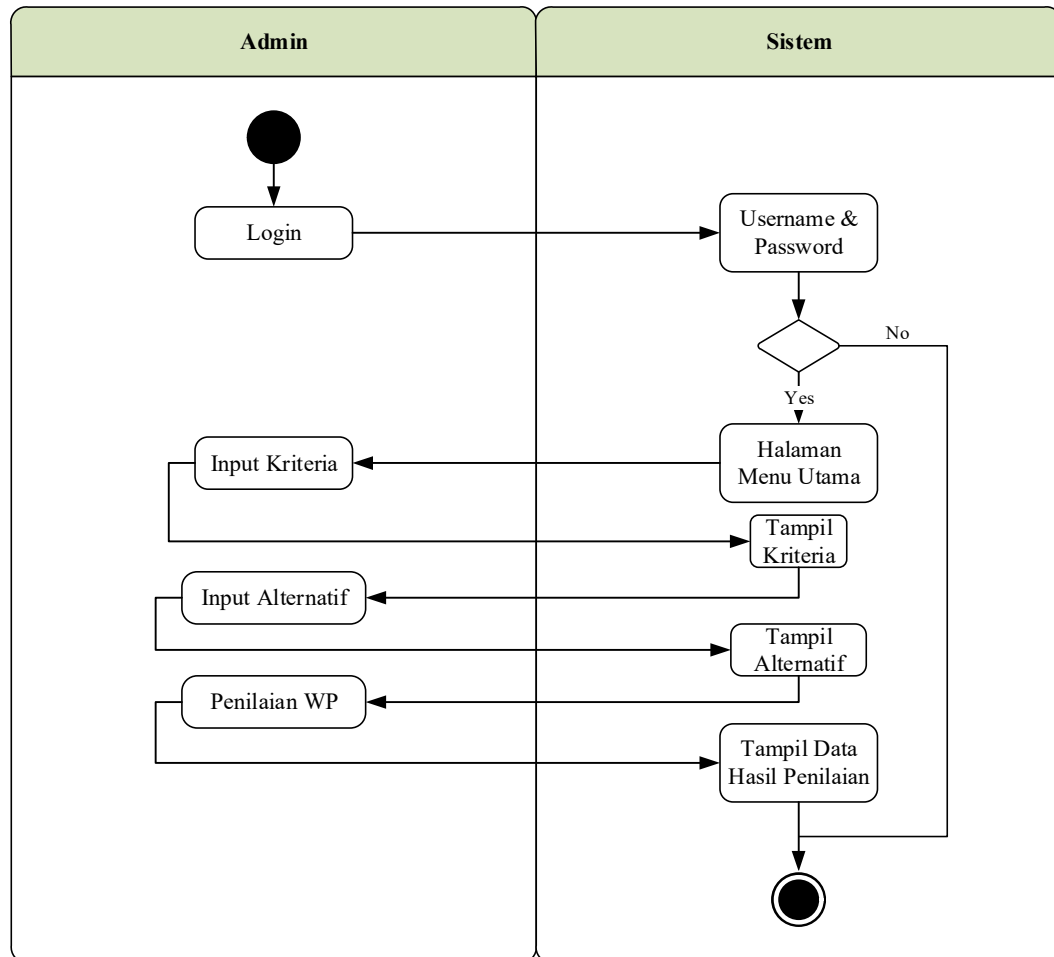 Admin
Sistem
Login
Username &
Password
No
Yes
Halaman
Menu Utama
Input Kriteria
Tampil
Kriteria
Input Alternatif
Tampil
Alternatif
Penilaian WP
Tampil Data
Hasil Penilaian